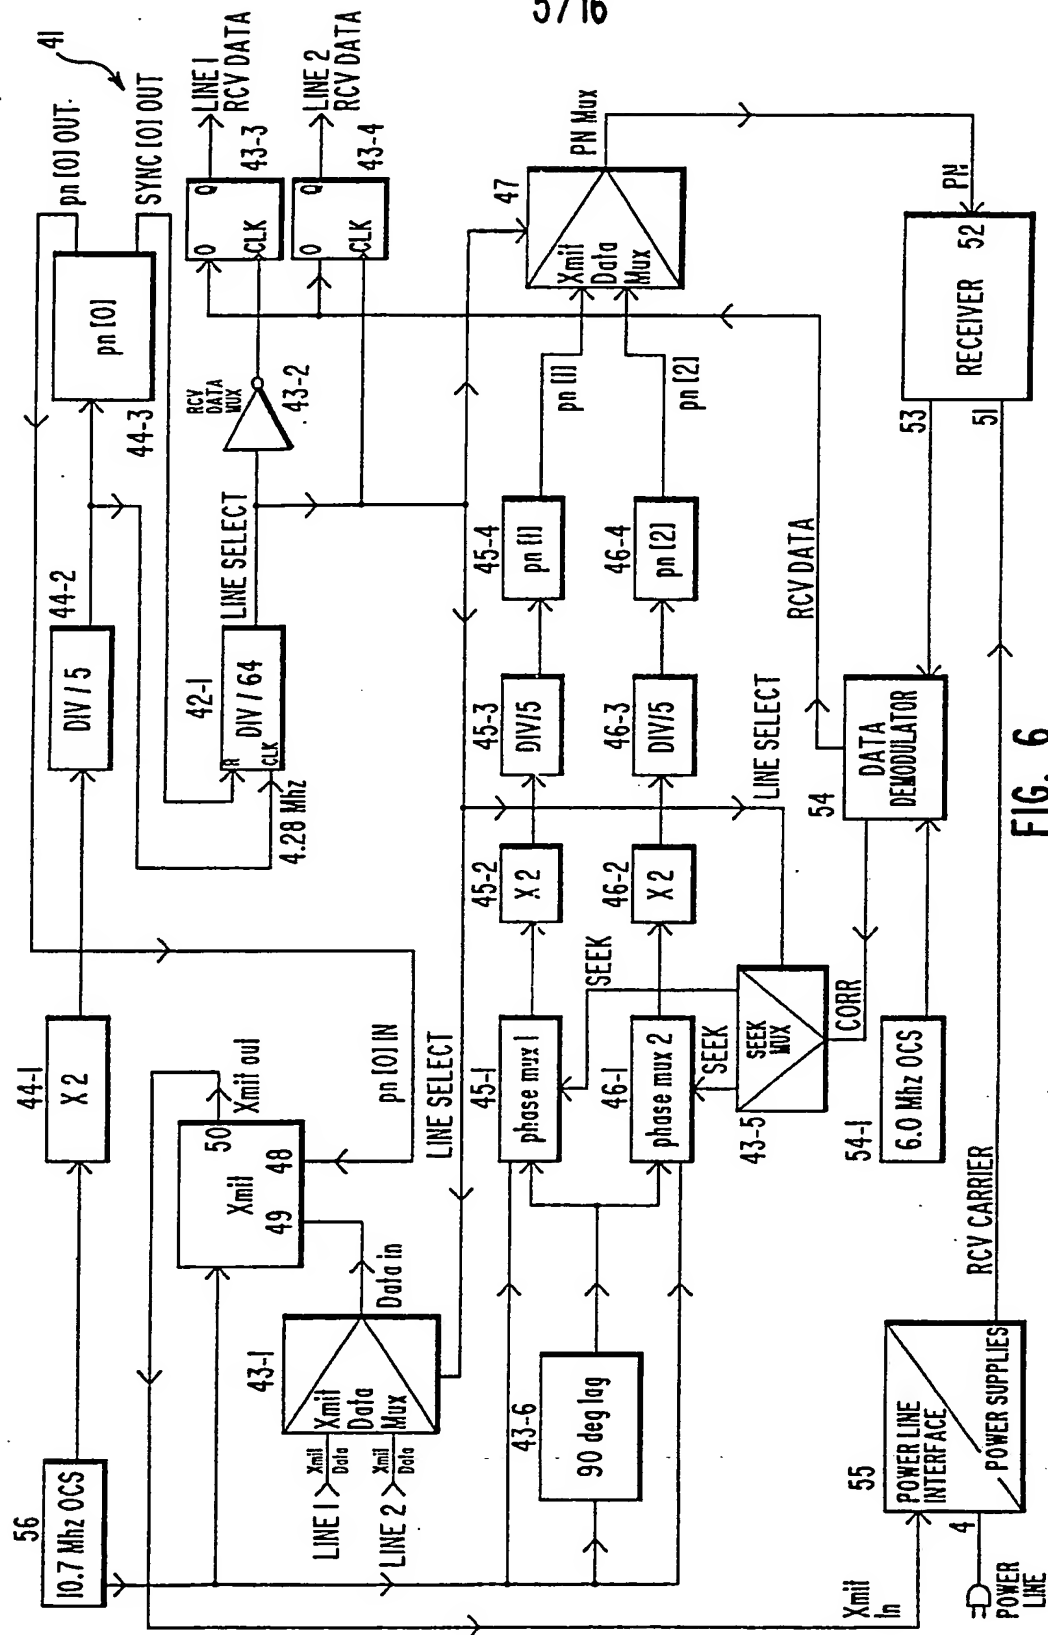 5/16
56
10.7 Mhz OCS
44-1
X 2
44-2
DIV / 5
44-3
pn [0]
pn [0] OUT
SYNC [0] OUT
41
42-1
R
DIV / 64
CLK
4.28 Mhz
LINE SELECT
RCV
DATA
MUX
43-2
D
Q
CLK
LINE 1
RCV DATA
43-3
O
Q
CLK
LINE 2
RCV DATA
43-4
Xmit out
50
Xmit
49
48
pn [0] IN
LINE SELECT
Data in
43-1
Xmit
Data
Mux
LINE 1
Xmit
Data
LINE 2
Xmit
Data
43-6
90 deg lag
45-1
phase mux 1
45-2
X 2
45-3
DIV/5
45-4
pn [1]
pn [1]
46-1
phase mux 2
46-2
X 2
46-3
DIV/5
46-4
pn [2]
pn [2]
47
Xmit
Data
Mux
PN Mux
SEEK
SEEK
43-5
SEEK
MUX
LINE SELECT
CORR
RCV DATA
54-1
6.0 Mhz OCS
54
DATA
DEMODULATOR
PN
52
RECEIVER
53
51
RCV CARRIER
Xmit
In
55
POWER LINE
INTERFACE
POWER SUPPLIES
4
POWER
LINE
FIG. 6